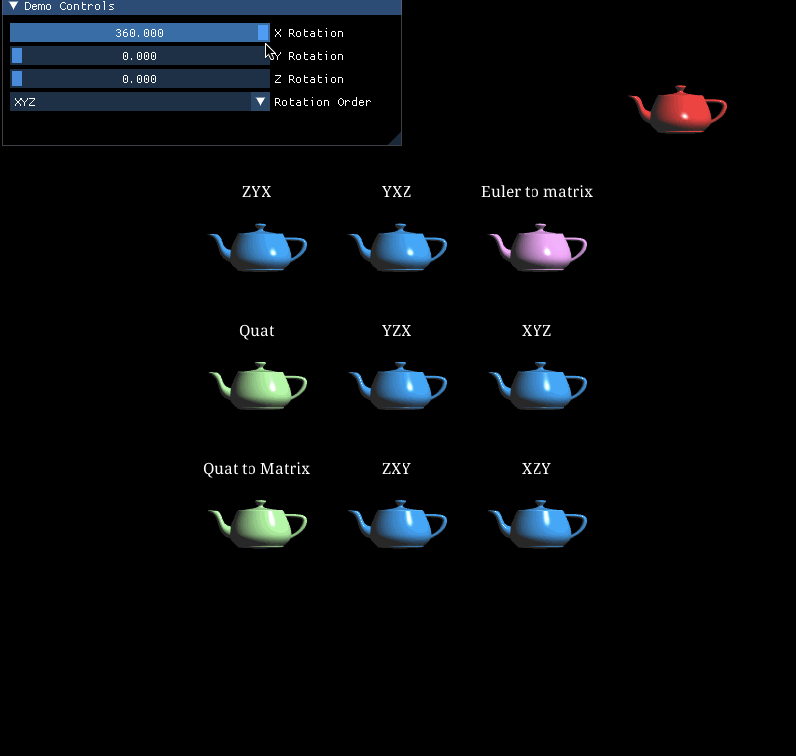 Demo Controls
360.000 X Rotation
0.000 Y Rotation
0.000 Z Rotation
XYZ Rotation Order
ZYX YXZ Euler to matrix
Quat YZX XYZ
Quat to Matrix ZXY XZY